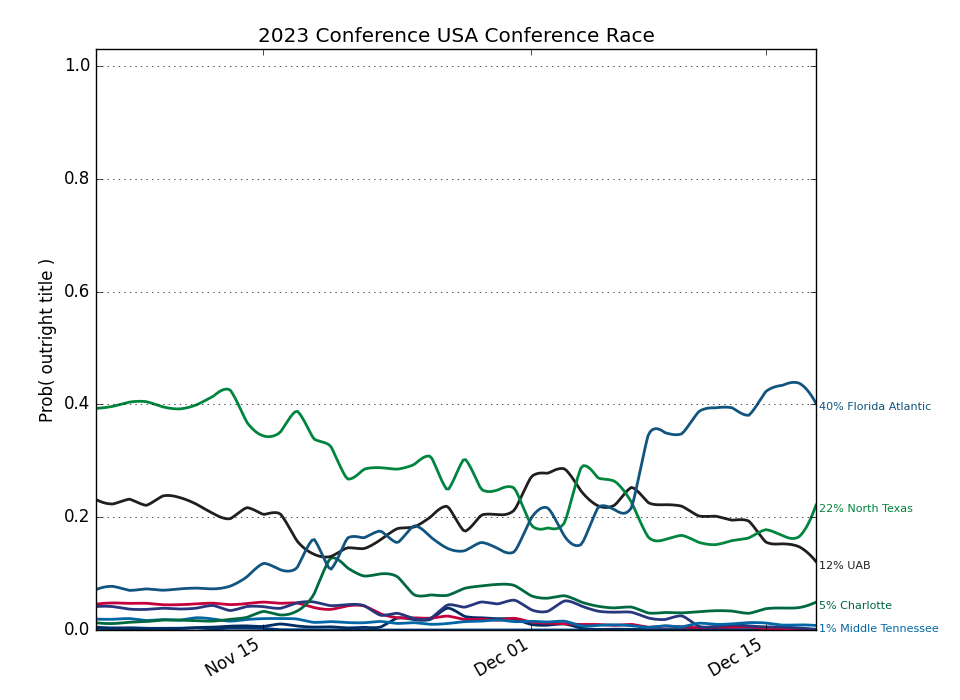 2023 Conference USA Conference Race
Prob( outright title )
1.0
0.8
0.6
0.4
0.2
0.0
Nov 15
Dec 01
Dec 15
40% Florida Atlantic
22% North Texas
12% UAB
5% Charlotte
1% Middle Tennessee